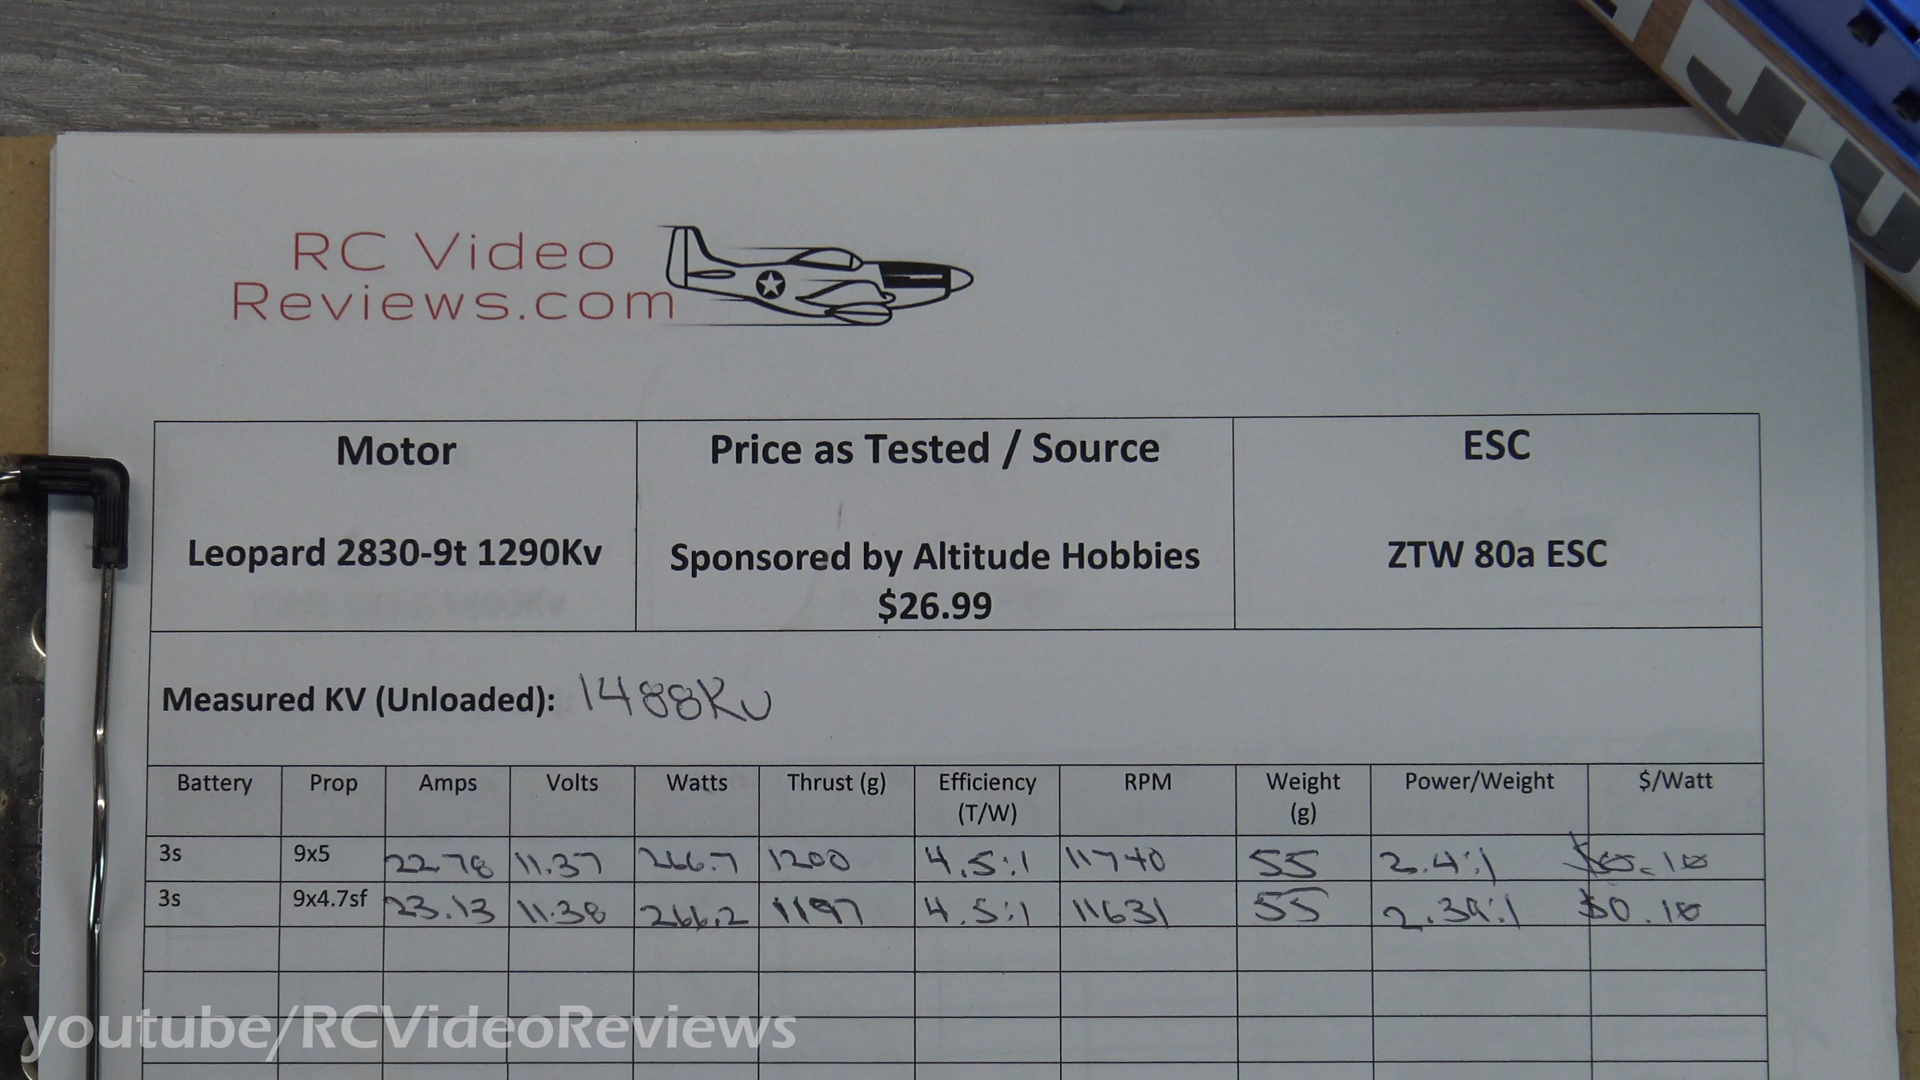 RC Video
Reviews.com
Motor Price as Tested / Source ESC
Leopard 2830-9t 1290Kv Sponsored by Altitude Hobbies ZTW 80a ESC
$26.99
Measured KV (Unloaded): 1488Kv
Battery Prop Amps Volts Watts Thrust (g) Efficiency RPM Weight Power/Weight $/Watt
(T/W) (g)
3s 9x5 22.78 11.37 266.7 1200 4.5:1 11740 55 2.4:1 $0.10
3s 9x4.7sf 23.13 11.38 266.2 1197 4.5:1 11631 55 2.39:1 $0.10
youtube/RCVideoReviews